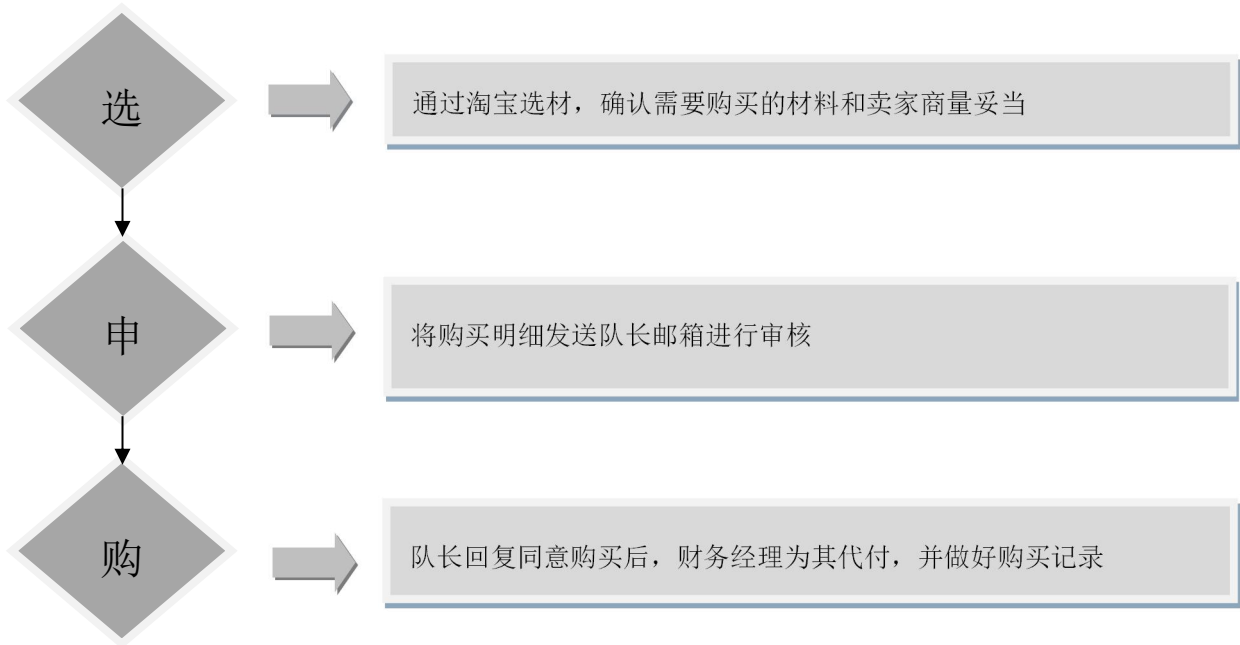 选
通过淘宝选材，确认需要购买的材料和卖家商量妥当
申
将购买明细发送队长邮箱进行审核
购
队长回复同意购买后，财务经理为其代付，并做好购买记录